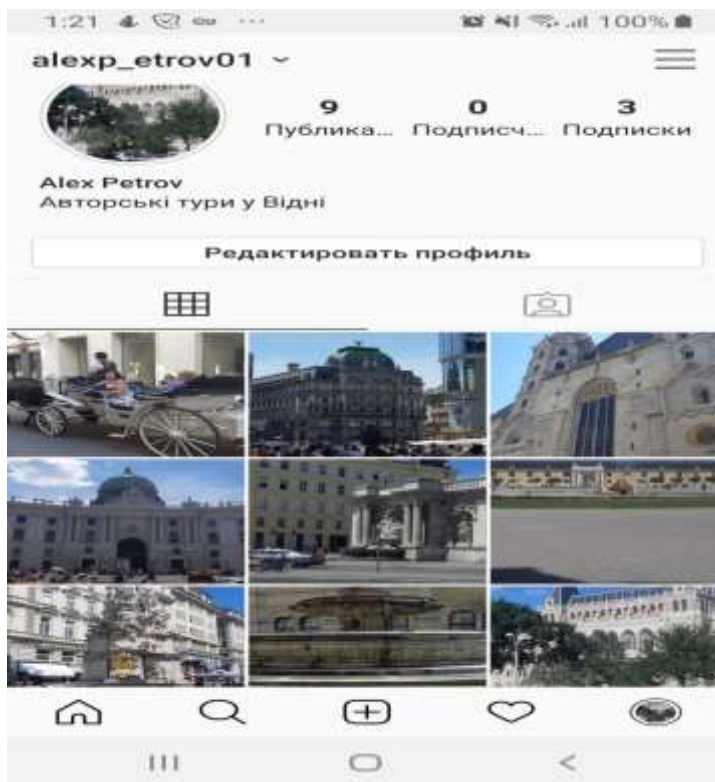 1:21 ... 100%
alexp_etrov01
9 0 3
Публика... Подписч... Подписки
Alex Petrov
Авторські тури у Відні
Редактировать профиль